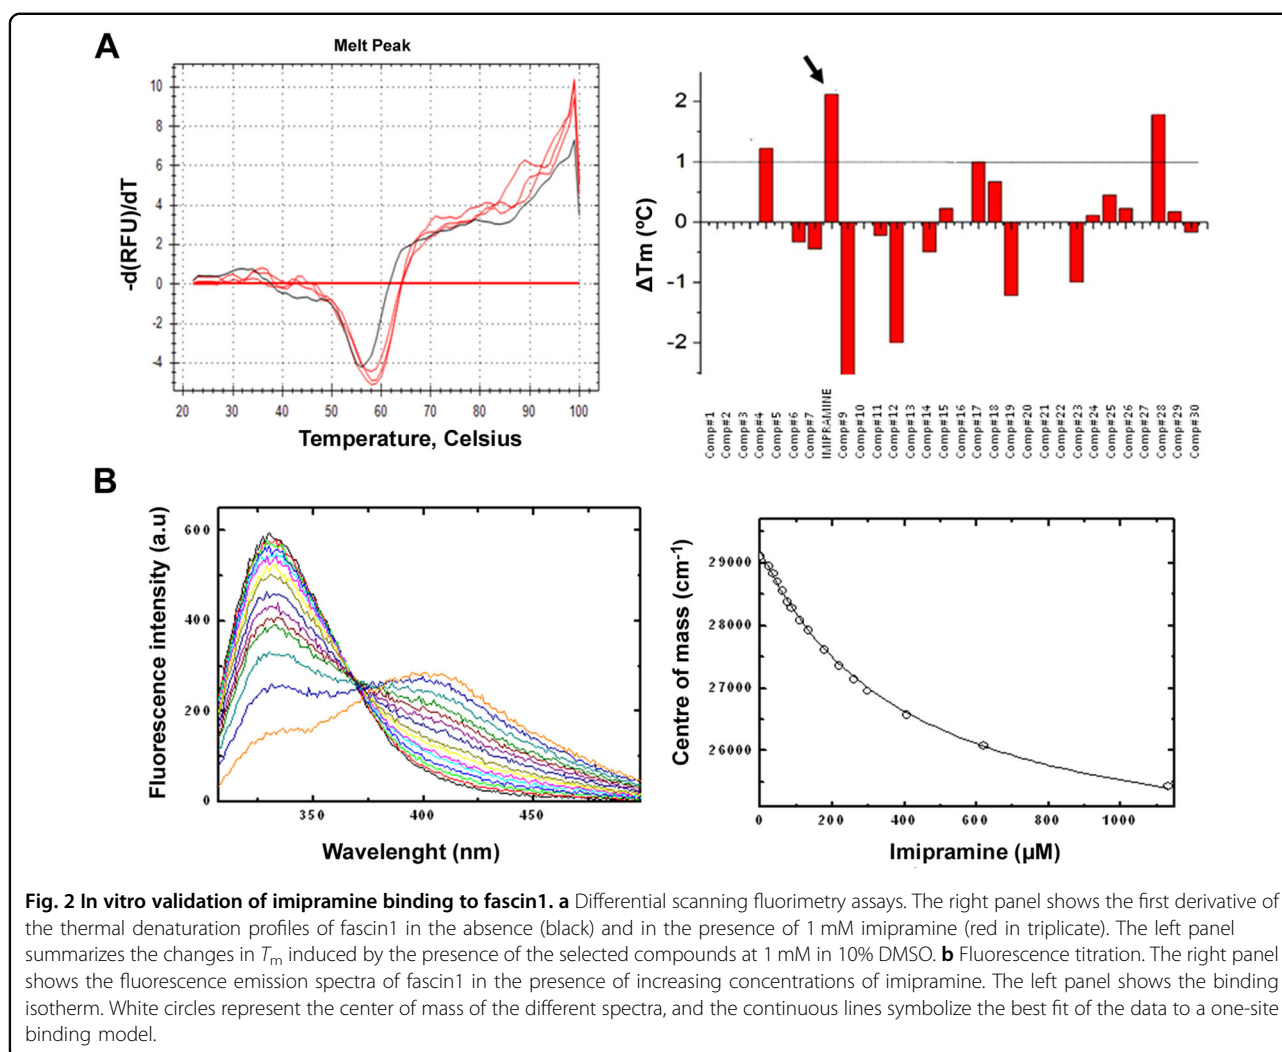 A
Melt Peak
-d(RFU)/dT
10
8
6
4
2
0
-2
-4
20 30 40 50 60 70 80 90 100
Temperature, Celsius
ΔTm (ºC)
2
1
0
-1
-2
Comp#1
Comp#2
Comp#3
Comp#4
Comp#5
Comp#6
Comp#7
IMIPRAMINE
Comp#9
Comp#10
Comp#11
Comp#12
Comp#13
Comp#14
Comp#15
Comp#16
Comp#17
Comp#18
Comp#19
Comp#20
Comp#21
Comp#22
Comp#23
Comp#24
Comp#25
Comp#26
Comp#27
Comp#28
Comp#29
Comp#30
B
Fluorescence intensity (a.u)
600
400
200
0
350 400 450
Wavelenght (nm)
Centre of mass (cm-1)
29000
28000
27000
26000
0 200 400 600 800 1000
Imipramine (µM)
Fig. 2 In vitro validation of imipramine binding to fascin1. a Differential scanning fluorimetry assays. The right panel shows the first derivative of
the thermal denaturation profiles of fascin1 in the absence (black) and in the presence of 1 mM imipramine (red in triplicate). The left panel
summarizes the changes in Tm induced by the presence of the selected compounds at 1 mM in 10% DMSO. b Fluorescence titration. The right panel
shows the fluorescence emission spectra of fascin1 in the presence of increasing concentrations of imipramine. The left panel shows the binding
isotherm. White circles represent the center of mass of the different spectra, and the continuous lines symbolize the best fit of the data to a one-site
binding model.